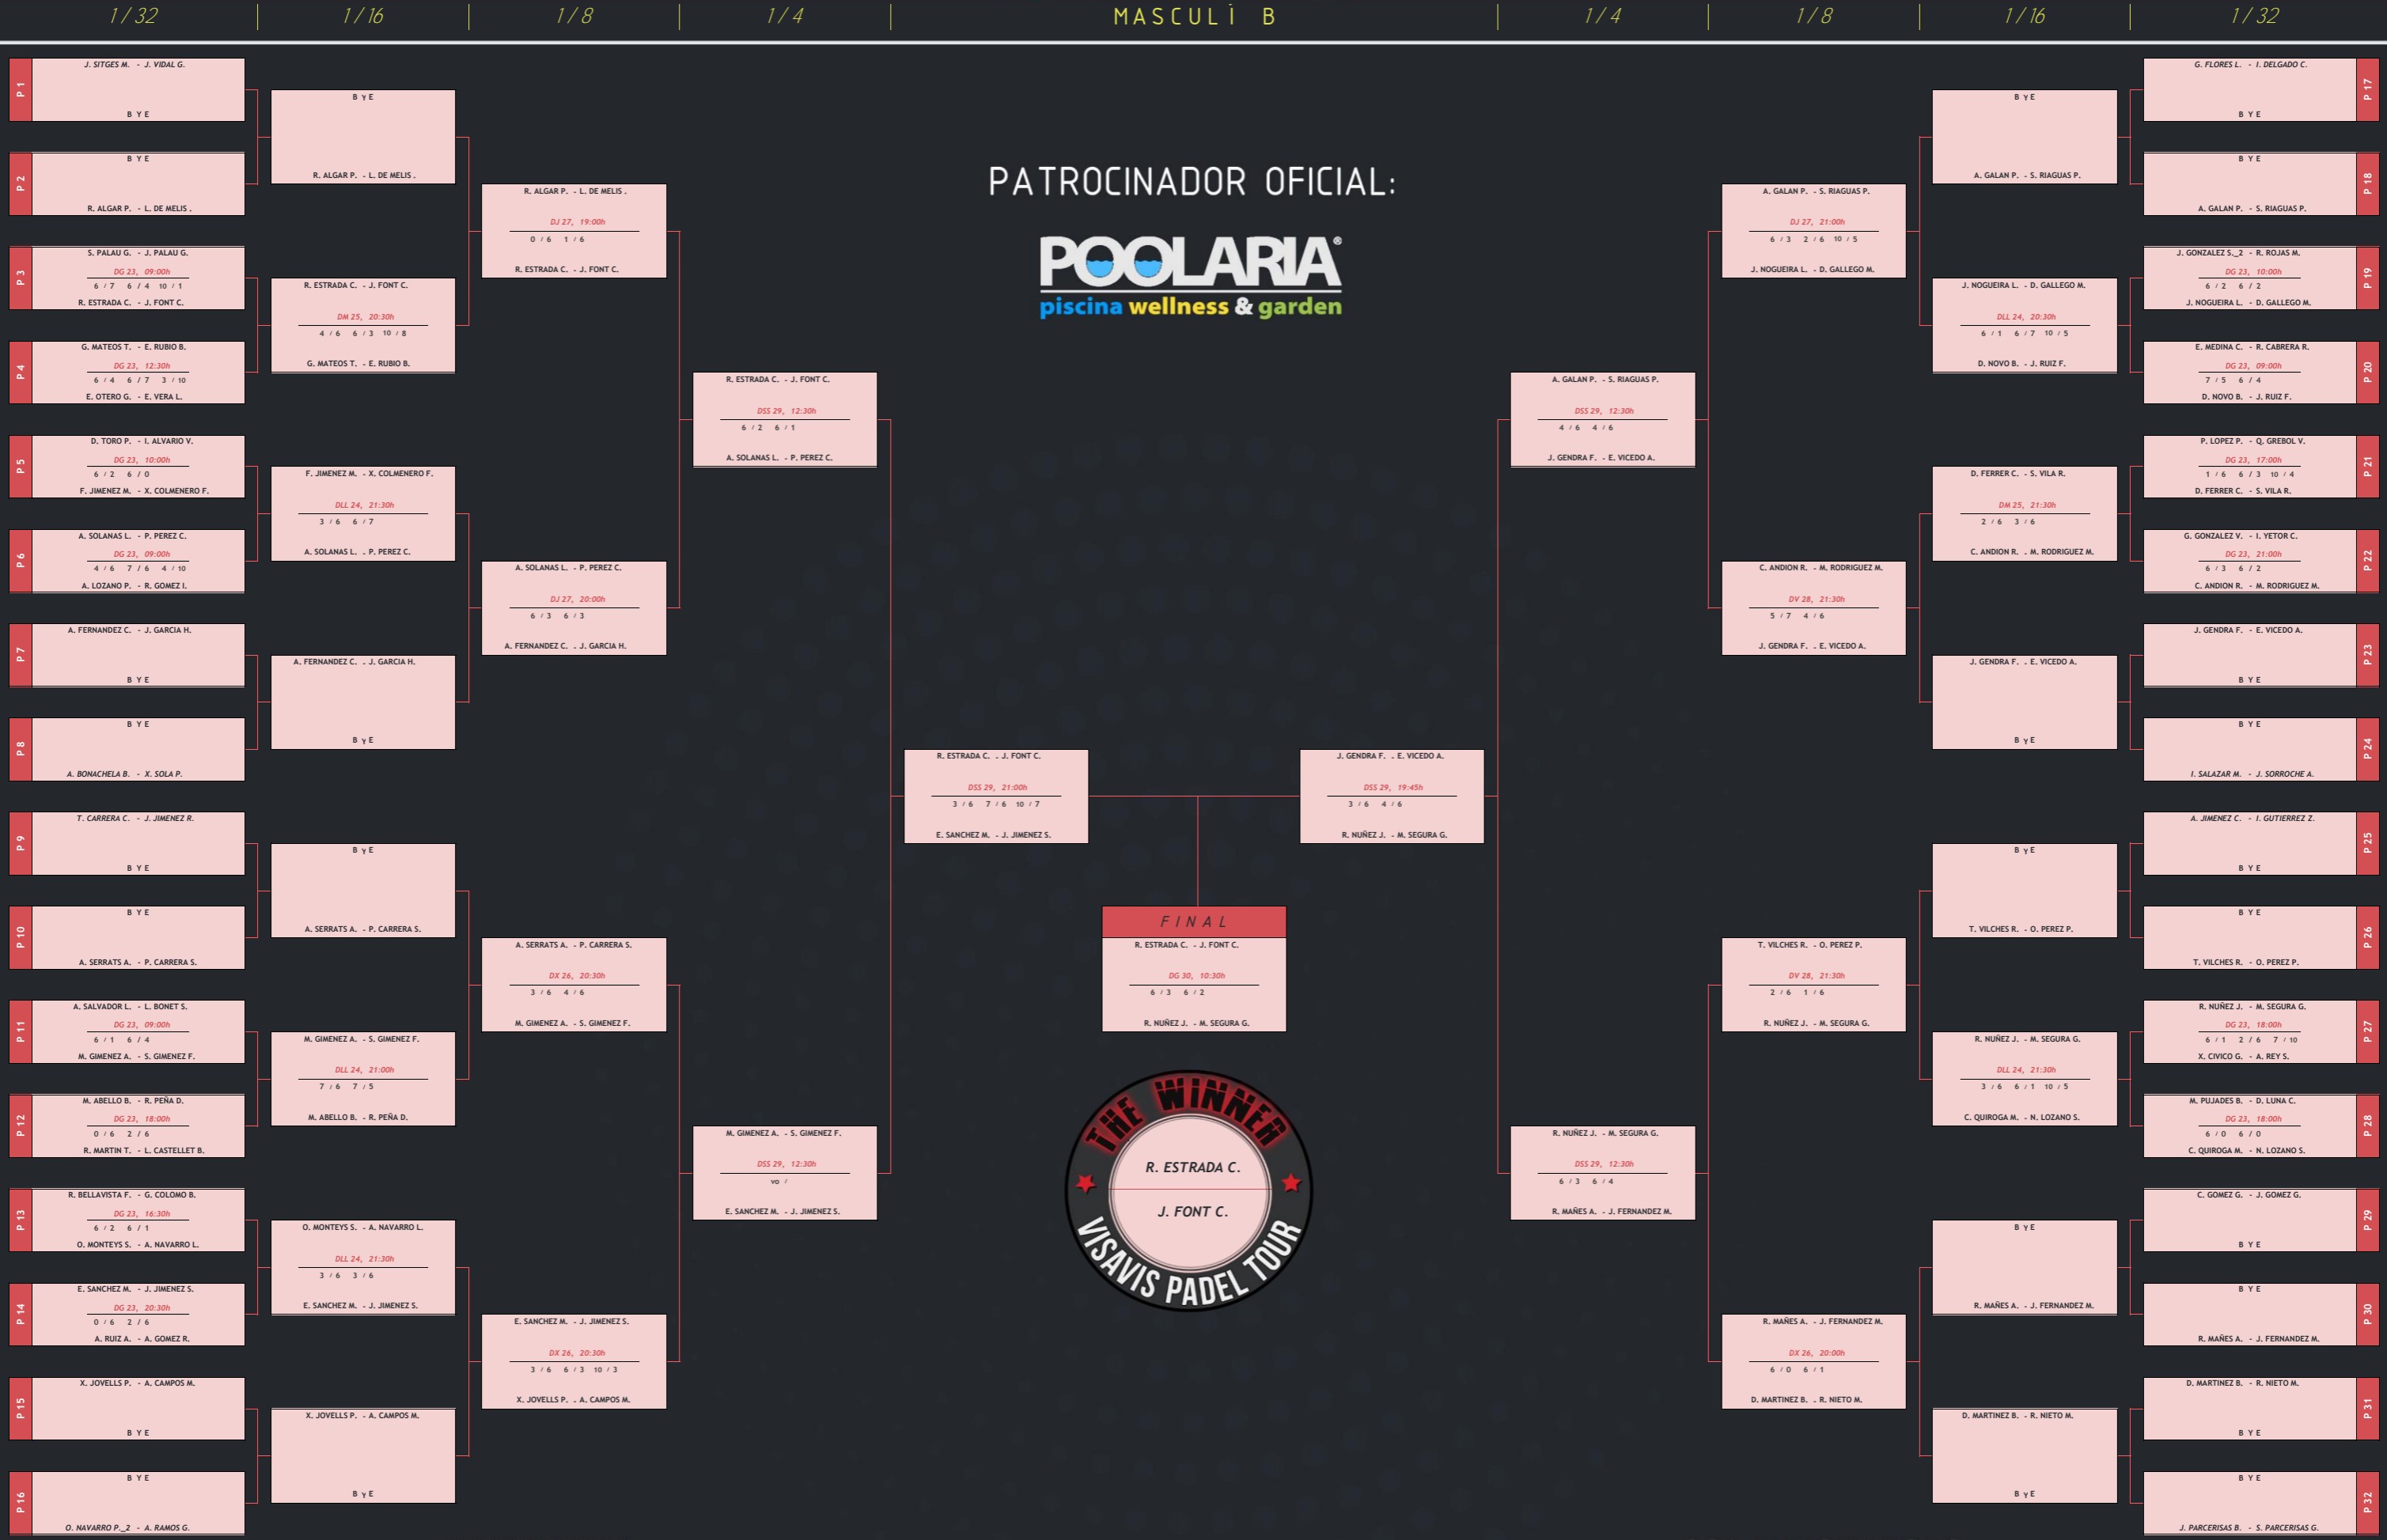 1/32
1/16
1/8
1/4
MASCULÍ B
1/4
1/8
1/16
1/32
P 1
J. SITGES M. - J. VIDAL G.
B Y E
P 2
B Y E
R. ALGAR P. - L. DE MELIS .
P 3
S. PALAU G. - J. PALAU G.
DG 23, 09:00h
6 / 7 6 / 4 10 / 1
R. ESTRADA C. - J. FONT C.
P 4
G. MATEOS T. - E. RUBIO B.
DG 23, 12:30h
6 / 4 6 / 7 3 / 10
E. OTERO G. - E. VERA L.
P 5
D. TORO P. - I. ALVARIO V.
DG 23, 10:00h
6 / 2 6 / 0
F. JIMENEZ M. - X. COLMENERO F.
P 6
A. SOLANAS L. - P. PEREZ C.
DG 23, 09:00h
4 / 6 7 / 6 4 / 10
A. LOZANO P. - R. GOMEZ I.
P 7
A. FERNANDEZ C. - J. GARCIA H.
B Y E
P 8
B Y E
A. BONACHELA B. - X. SOLA P.
P 9
T. CARRERA C. - J. JIMENEZ R.
B Y E
P 10
B Y E
A. SERRATS A. - P. CARRERA S.
P 11
A. SALVADOR L. - L. BONET S.
DG 23, 09:00h
6 / 1 6 / 4
M. GIMENEZ A. - S. GIMENEZ F.
P 12
M. ABELLO B. - R. PEÑA D.
DG 23, 18:00h
0 / 6 2 / 6
R. MARTIN T. - L. CASTELLET B.
P 13
R. BELLAVISTA F. - G. COLOMO B.
DG 23, 16:30h
6 / 2 6 / 1
O. MONTEYS S. - A. NAVARRO L.
P 14
E. SANCHEZ M. - J. JIMENEZ S.
DG 23, 20:30h
0 / 6 2 / 6
A. RUIZ A. - A. GOMEZ R.
P 15
X. JOVELLS P. - A. CAMPOS M.
B Y E
P 16
B Y E
O. NAVARRO P._2 - A. RAMOS G.
B y E
R. ALGAR P. - L. DE MELIS .
R. ESTRADA C. - J. FONT C.
DM 25, 20:30h
4 / 6 6 / 3 10 / 8
G. MATEOS T. - E. RUBIO B.
F. JIMENEZ M. - X. COLMENERO F.
DLL 24, 21:30h
3 / 6 6 / 7
A. SOLANAS L. - P. PEREZ C.
A. FERNANDEZ C. - J. GARCIA H.
B y E
B y E
A. SERRATS A. - P. CARRERA S.
M. GIMENEZ A. - S. GIMENEZ F.
DLL 24, 21:00h
7 / 6 7 / 5
M. ABELLO B. - R. PEÑA D.
O. MONTEYS S. - A. NAVARRO L.
DLL 24, 21:30h
3 / 6 3 / 6
E. SANCHEZ M. - J. JIMENEZ S.
X. JOVELLS P. - A. CAMPOS M.
B y E
R. ALGAR P. - L. DE MELIS .
DJ 27, 19:00h
0 / 6 1 / 6
R. ESTRADA C. - J. FONT C.
A. SOLANAS L. - P. PEREZ C.
DJ 27, 20:00h
6 / 3 6 / 3
A. FERNANDEZ C. - J. GARCIA H.
A. SERRATS A. - P. CARRERA S.
DX 26, 20:30h
3 / 6 4 / 6
M. GIMENEZ A. - S. GIMENEZ F.
E. SANCHEZ M. - J. JIMENEZ S.
DX 26, 20:30h
3 / 6 6 / 3 10 / 3
X. JOVELLS P. - A. CAMPOS M.
R. ESTRADA C. - J. FONT C.
DSS 29, 12:30h
6 / 2 6 / 1
A. SOLANAS L. - P. PEREZ C.
M. GIMENEZ A. - S. GIMENEZ F.
DSS 29, 12:30h
VO /
E. SANCHEZ M. - J. JIMENEZ S.
PATROCINADOR OFICIAL:
POOLARIA®
piscina wellness & garden
R. ESTRADA C. - J. FONT C.
DSS 29, 21:00h
3 / 6 7 / 6 10 / 7
E. SANCHEZ M. - J. JIMENEZ S.
J. GENDRA F. - E. VICEDO A.
DSS 29, 19:45h
3 / 6 4 / 6
R. NUÑEZ J. - M. SEGURA G.
FINAL
R. ESTRADA C. - J. FONT C.
DG 30, 10:30h
6 / 3 6 / 2
R. NUÑEZ J. - M. SEGURA G.
THE WINNER
R. ESTRADA C.
J. FONT C.
VISAVIS PADEL TOUR
A. GALAN P. - S. RIAGUAS P.
DSS 29, 12:30h
4 / 6 4 / 6
J. GENDRA F. - E. VICEDO A.
R. NUÑEZ J. - M. SEGURA G.
DSS 29, 12:30h
6 / 3 6 / 4
R. MAÑES A. - J. FERNANDEZ M.
A. GALAN P. - S. RIAGUAS P.
DJ 27, 21:00h
6 / 3 2 / 6 10 / 5
J. NOGUEIRA L. - D. GALLEGO M.
C. ANDION R. - M. RODRIGUEZ M.
DV 28, 21:30h
5 / 7 4 / 6
J. GENDRA F. - E. VICEDO A.
T. VILCHES R. - O. PEREZ P.
DV 28, 21:30h
2 / 6 1 / 6
R. NUÑEZ J. - M. SEGURA G.
R. MAÑES A. - J. FERNANDEZ M.
DX 26, 20:00h
6 / 0 6 / 1
D. MARTINEZ B. - R. NIETO M.
B y E
A. GALAN P. - S. RIAGUAS P.
J. NOGUEIRA L. - D. GALLEGO M.
DLL 24, 20:30h
6 / 1 6 / 7 10 / 5
D. NOVO B. - J. RUIZ F.
D. FERRER C. - S. VILA R.
DM 25, 21:30h
2 / 6 3 / 6
C. ANDION R. - M. RODRIGUEZ M.
J. GENDRA F. - E. VICEDO A.
B y E
B y E
T. VILCHES R. - O. PEREZ P.
R. NUÑEZ J. - M. SEGURA G.
DLL 24, 21:30h
3 / 6 6 / 1 10 / 5
C. QUIROGA M. - N. LOZANO S.
B y E
R. MAÑES A. - J. FERNANDEZ M.
D. MARTINEZ B. - R. NIETO M.
B y E
G. FLORES L. - I. DELGADO C.
B Y E
P 17
B Y E
A. GALAN P. - S. RIAGUAS P.
P 18
J. GONZALEZ S._2 - R. ROJAS M.
DG 23, 10:00h
6 / 2 6 / 2
J. NOGUEIRA L. - D. GALLEGO M.
P 19
E. MEDINA C. - R. CABRERA R.
DG 23, 09:00h
7 / 5 6 / 4
D. NOVO B. - J. RUIZ F.
P 20
P. LOPEZ P. - Q. GREBOL V.
DG 23, 17:00h
1 / 6 6 / 3 10 / 4
D. FERRER C. - S. VILA R.
P 21
G. GONZALEZ V. - I. YETOR C.
DG 23, 21:00h
6 / 3 6 / 2
C. ANDION R. - M. RODRIGUEZ M.
P 22
J. GENDRA F. - E. VICEDO A.
B Y E
P 23
B Y E
I. SALAZAR M. - J. SORROCHE A.
P 24
A. JIMENEZ C. - I. GUTIERREZ Z.
B Y E
P 25
B Y E
T. VILCHES R. - O. PEREZ P.
P 26
R. NUÑEZ J. - M. SEGURA G.
DG 23, 18:00h
6 / 1 2 / 6 7 / 10
X. CIVICO G. - A. REY S.
P 27
M. PUJADES B. - D. LUNA C.
DG 23, 18:00h
6 / 0 6 / 0
C. QUIROGA M. - N. LOZANO S.
P 28
C. GOMEZ G. - J. GOMEZ G.
B Y E
P 29
B Y E
R. MAÑES A. - J. FERNANDEZ M.
P 30
D. MARTINEZ B. - R. NIETO M.
B Y E
P 31
B Y E
J. PARCERISAS B. - S. PARCERISAS G.
P 32